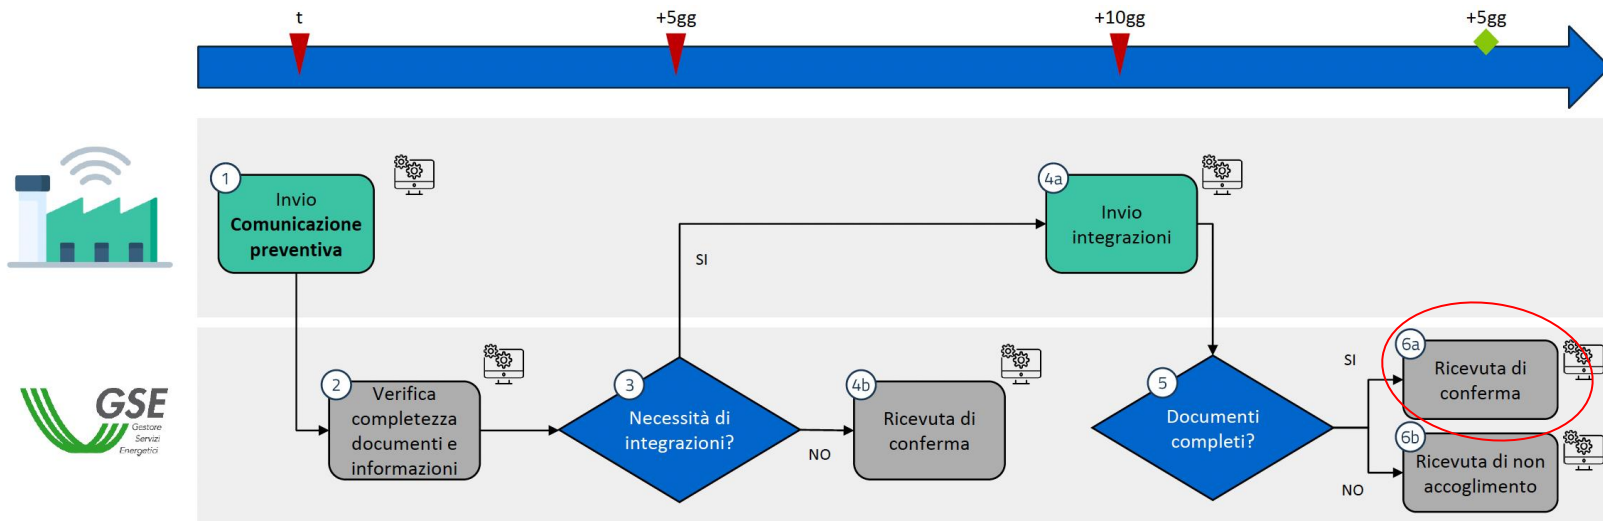 t
+5gg
+10gg
+5gg
1
Invio
Comunicazione
preventiva
4a
Invio
integrazioni
SI
GSE
Gestore
Servizi
Energetici
2
Verifica
completezza
documenti e
informazioni
3
Necessità di
integrazioni?
NO
4b
Ricevuta di
conferma
5
Documenti
completi?
SI
NO
6a
Ricevuta di
conferma
6b
Ricevuta di non
accoglimento